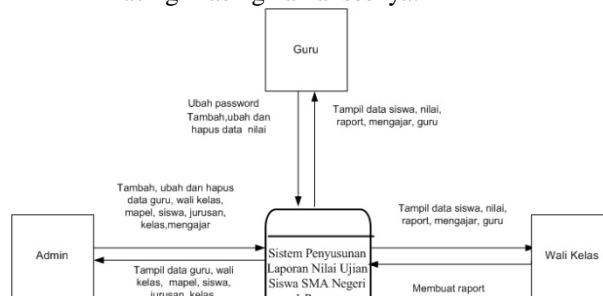 Guru
Ubah password
Tambah,ubah dan
hapus data nilai
Tampil data siswa, nilai,
raport, mengajar, guru
Tambah, ubah dan hapus
data guru, wali kelas,
mapel, siswa, jurusan,
kelas,mengajar
Tampil data siswa, nilai,
raport, mengajar, guru
Admin
Sistem Penyusunan
Laporan Nilai Ujian
Siswa SMA Negeri
Wali Kelas
Tampil data guru, wali
kelas, mapel, siswa,
jurusan, kelas
Membuat raport